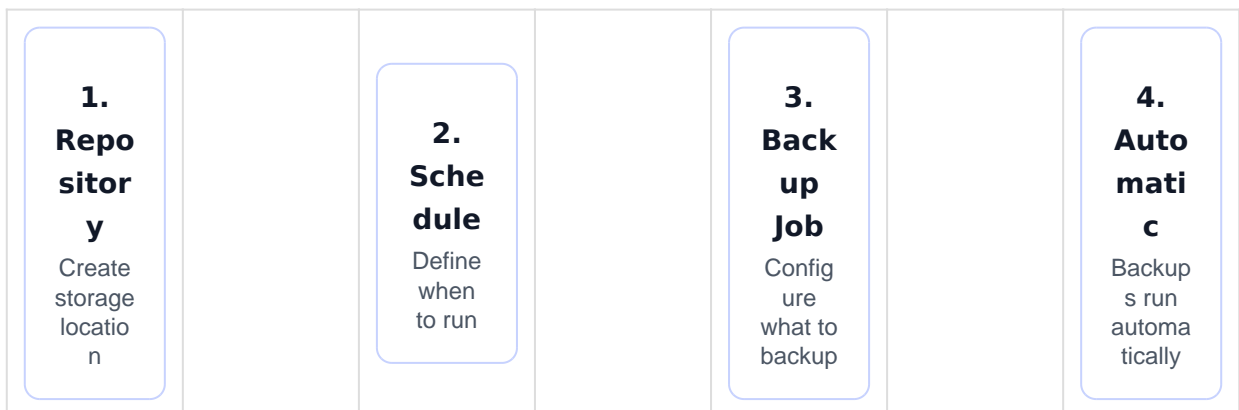 1.
Repo
sitor
y
Create
storage
locatio
n
2.
Sche
dule
Define
when
to run
3.
Back
up
Job
Config
ure
what to
backup
4.
Auto
mati
c
Backup
s run
automa
tically